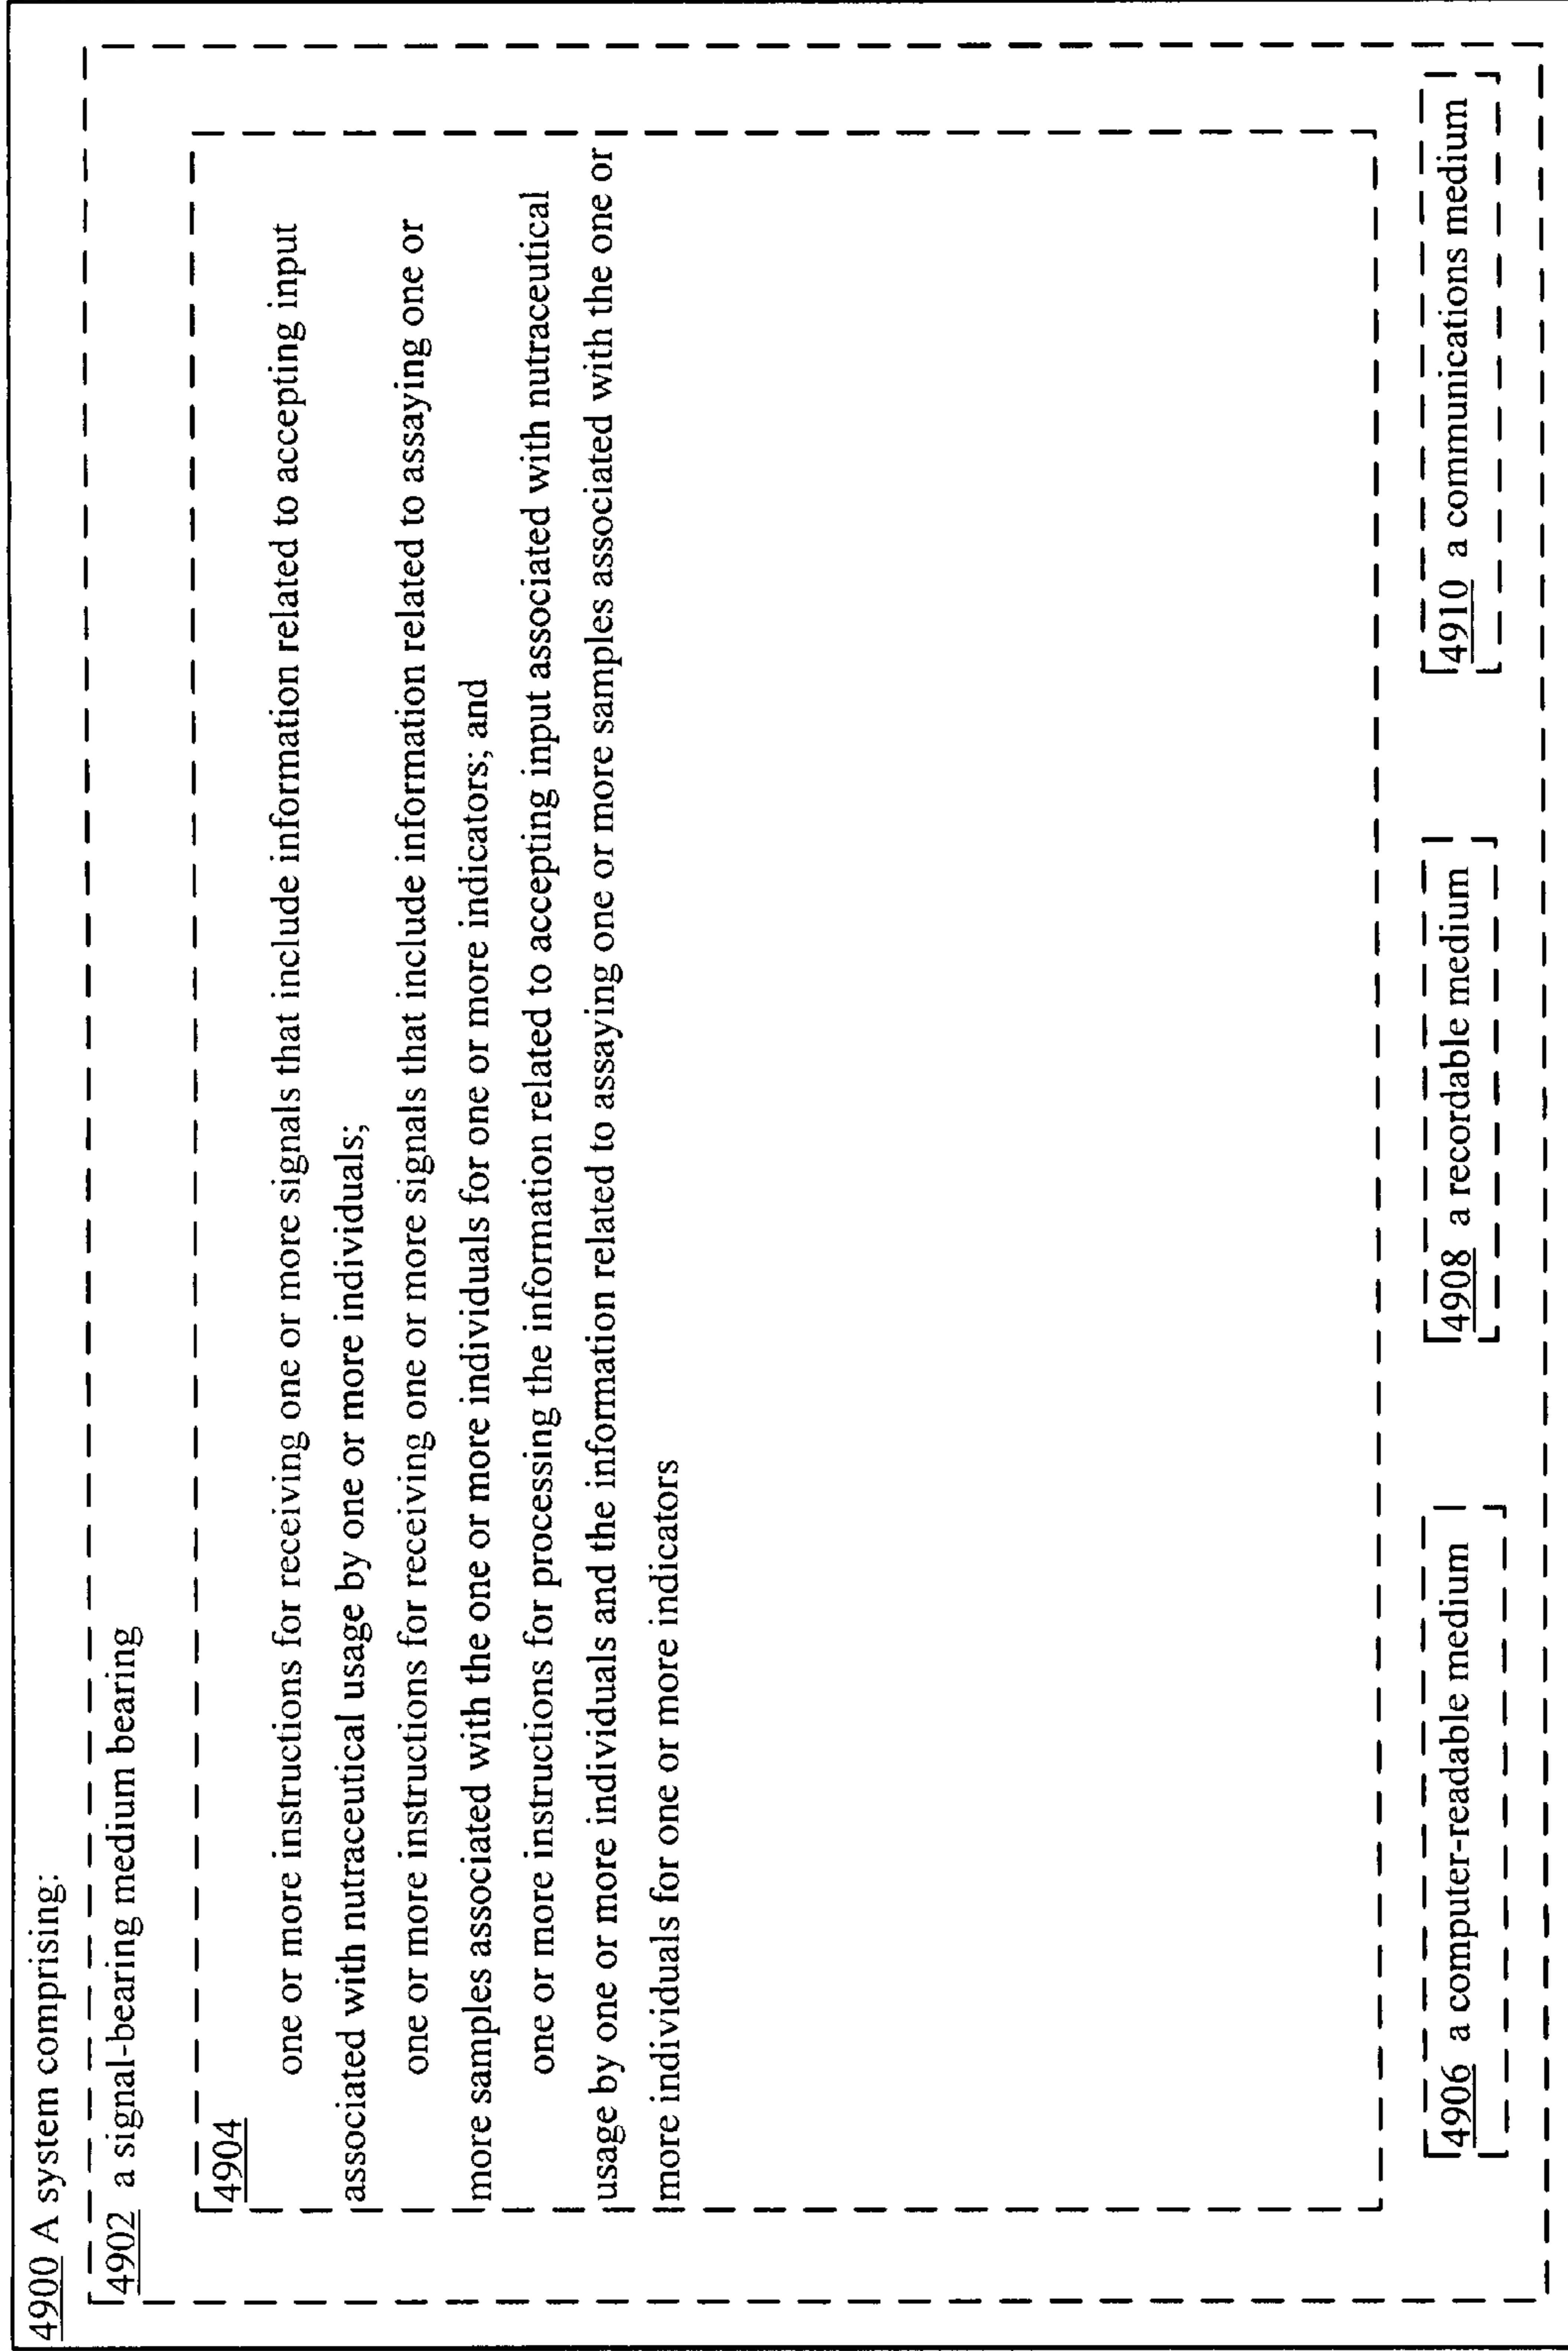 4900 A system comprising:
4902 a signal-bearing medium bearing
4904
one or more instructions for receiving one or more signals that include information related to accepting input
associated with nutraceutical usage by one or more individuals;
one or more instructions for receiving one or more signals that include information related to assaying one or
more samples associated with the one or more individuals for one or more indicators; and
one or more instructions for processing the information related to accepting input associated with nutraceutical
usage by one or more individuals and the information related to assaying one or more samples associated with the one or
more individuals for one or more indicators
4906 a computer-readable medium
4908 a recordable medium
4910 a communications medium